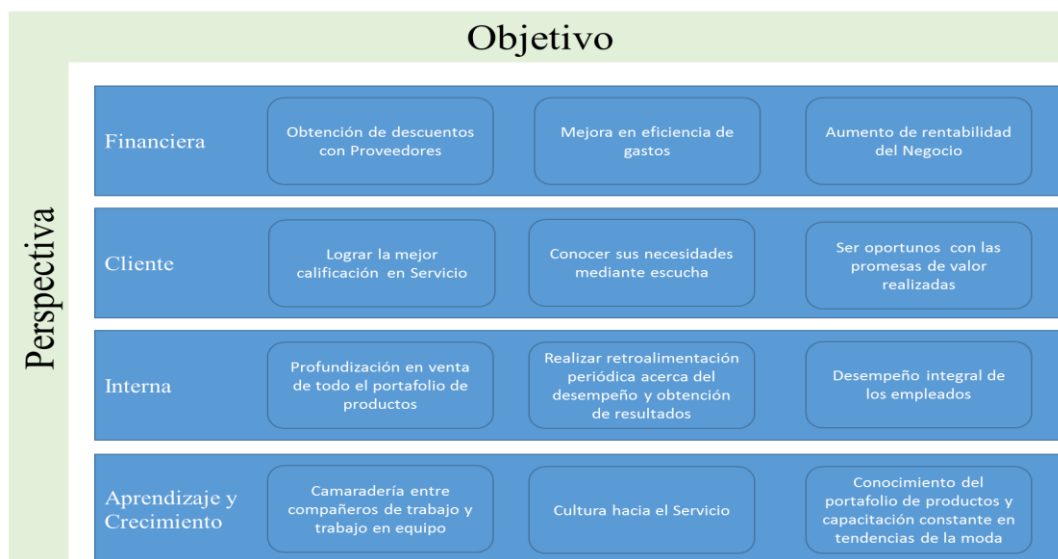 Objetivo
Perspectiva
Financiera
Obtención de descuentos
con Proveedores
Mejora en eficiencia de
gastos
Aumento de rentabilidad
del Negocio
Cliente
Lograr la mejor
calificación en Servicio
Conocer sus necesidades
mediante escucha
Ser oportunos con las
promesas de valor
realizadas
Interna
Profundización en venta
de todo el portafolio de
productos
Realizar retroalimentación
periódica acerca del
desempeño y obtención
de resultados
Desempeño integral de
los empleados
Aprendizaje y
Crecimiento
Camaradería entre
compañeros de trabajo y
trabajo en equipo
Cultura hacia el Servicio
Conocimiento del
portafolio de productos y
capacitación constante en
tendencias de la moda